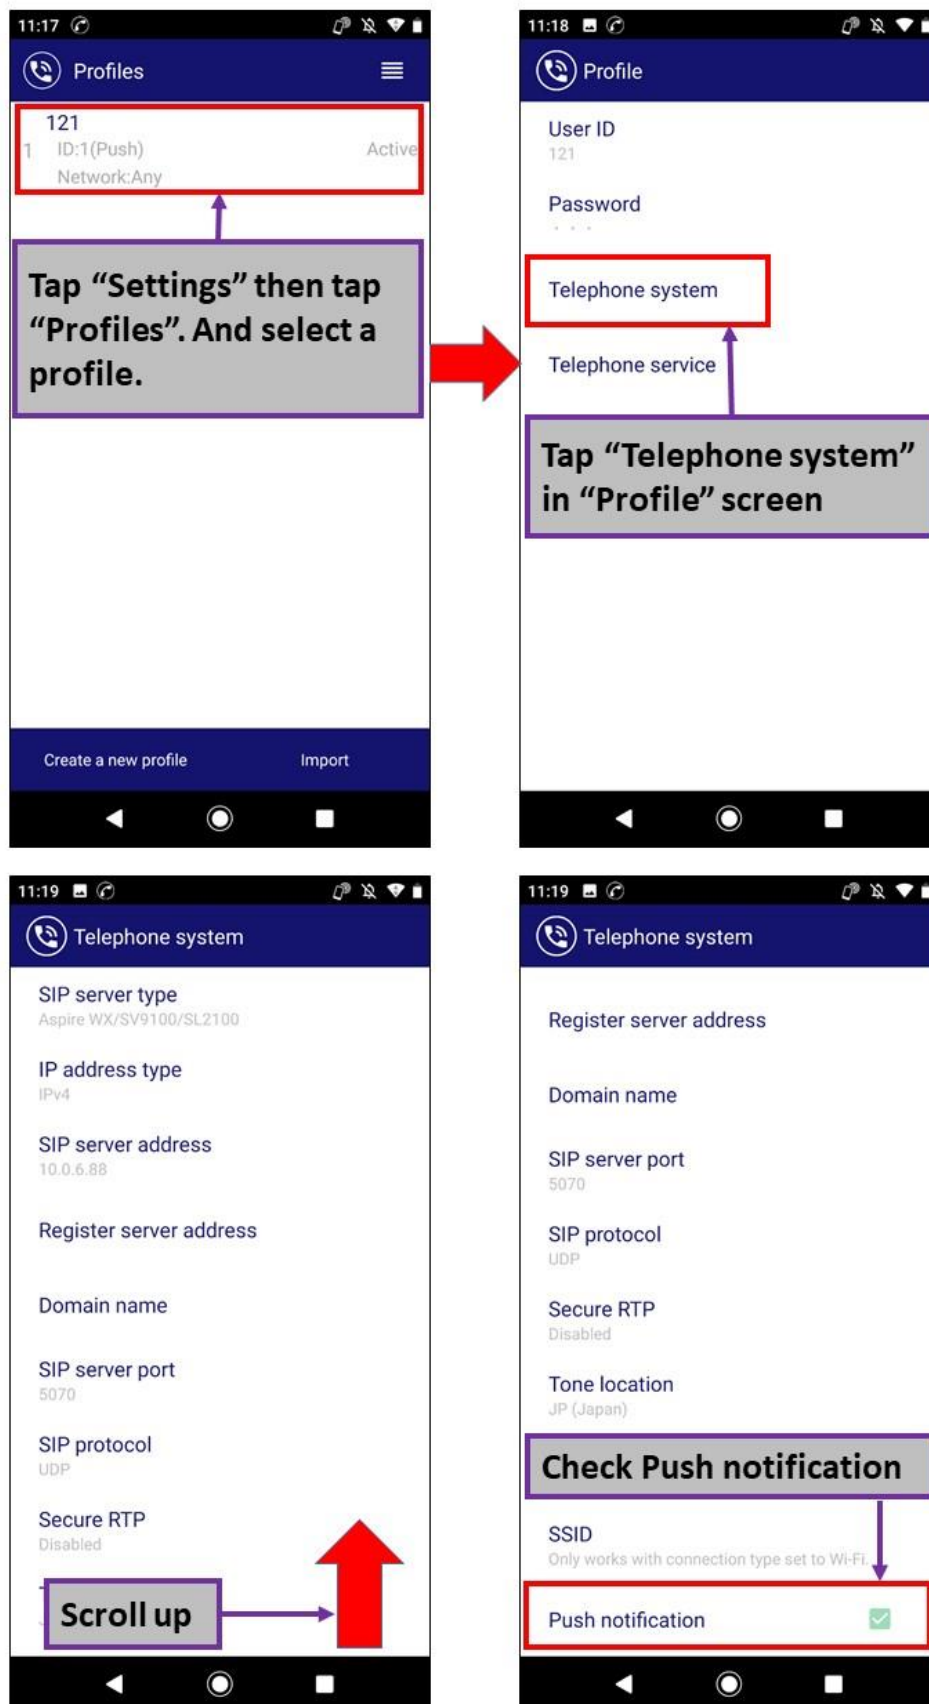 11:17
Profiles
121
1 ID:1(Push) Active
Network:Any
Tap “Settings” then tap
“Profiles”. And select a
profile.
Create a new profile Import
11:18
Profile
User ID
121
Password
Telephone system
Telephone service
Tap “Telephone system”
in “Profile” screen
11:19
Telephone system
SIP server type
Aspire WX/SV9100/SL2100
IP address type
IPv4
SIP server address
10.0.6.88
Register server address
Domain name
SIP server port
5070
SIP protocol
UDP
Secure RTP
Disabled
Scroll up
11:19
Telephone system
Register server address
Domain name
SIP server port
5070
SIP protocol
UDP
Secure RTP
Disabled
Tone location
JP (Japan)
Check Push notification
SSID
Only works with connection type set to Wi-Fi.
Push notification